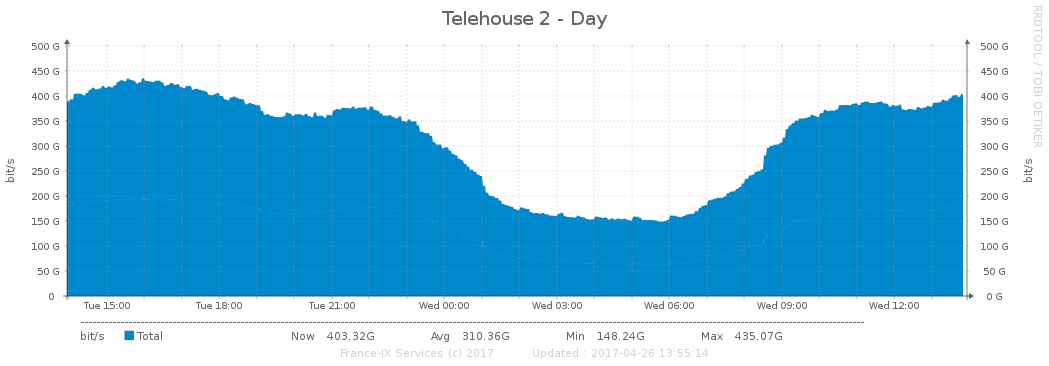 Telehouse 2 - Day
RRDTOOL / TOBI OETIKER
500 G 500 G
450 G 450 G
400 G 400 G
350 G 350 G
300 G 300 G
250 G 250 G
200 G 200 G
150 G 150 G
100 G 100 G
50 G 50 G
0 0 G
bit/s bit/s
Tue 15:00 Tue 18:00 Tue 21:00 Wed 00:00 Wed 03:00 Wed 06:00 Wed 09:00 Wed 12:00
bit/s Total Now 403.32G Avg 310.36G Min 148.24G Max 435.07G
France-IX Services (c) 2017 Updated : 2017-04-26 13:55:14